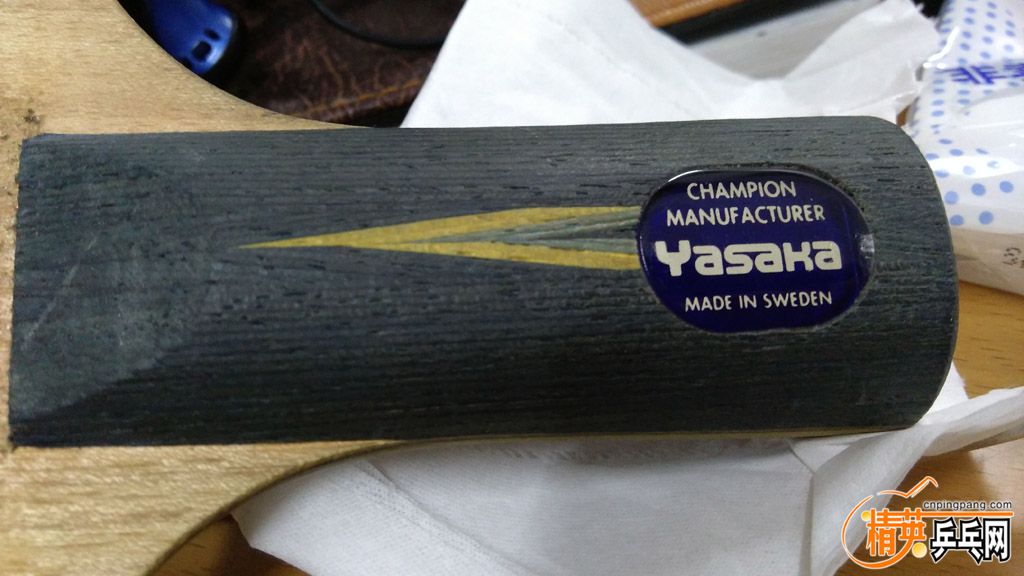 CHAMPION
MANUFACTURER
Yasaka
MADE IN SWEDEN
cnpingpang.com
精英乒乓网